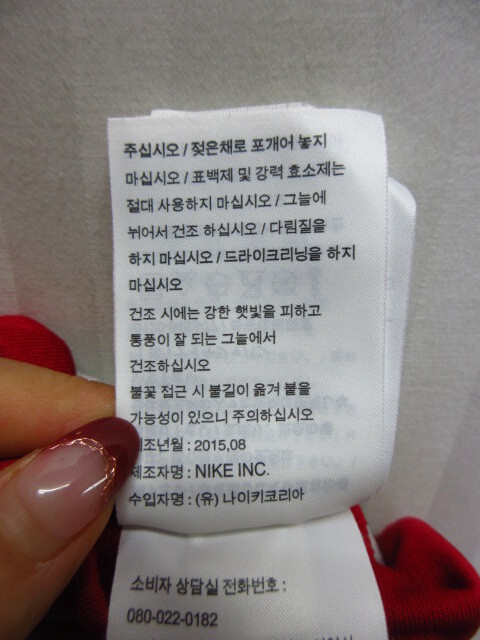 주십시오 / 젖은채로 포개어 놓지
마십시오 / 표백제 및 강력 효소제는
절대 사용하지 마십시오 / 그늘에
뉘어서 건조 하십시오 / 다림질을
하지 마십시오 / 드라이크리닝을 하지
마십시오
건조 시에는 강한 햇빛을 피하고
통풍이 잘 되는 그늘에서
건조하십시오
불꽃 접근 시 불길이 옮겨 붙을
가능성이 있으니 주의하십시오
제조년월 : 2015,08
제조자명 : NIKE INC.
수입자명 : (유) 나이키코리아
소비자 상담실 전화번호 :
080-022-0182